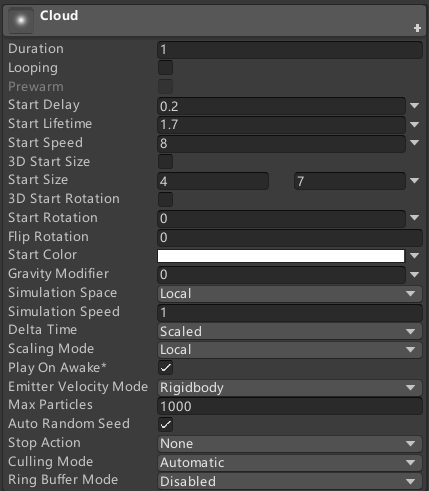 Cloud
Duration 1
Looping
Prewarm
Start Delay 0.2
Start Lifetime 1.7
Start Speed 8
3D Start Size
Start Size 4 7
3D Start Rotation
Start Rotation 0
Flip Rotation 0
Start Color
Gravity Modifier 0
Simulation Space Local
Simulation Speed 1
Delta Time Scaled
Scaling Mode Local
Play On Awake*
Emitter Velocity Mode Rigidbody
Max Particles 1000
Auto Random Seed
Stop Action None
Culling Mode Automatic
Ring Buffer Mode Disabled